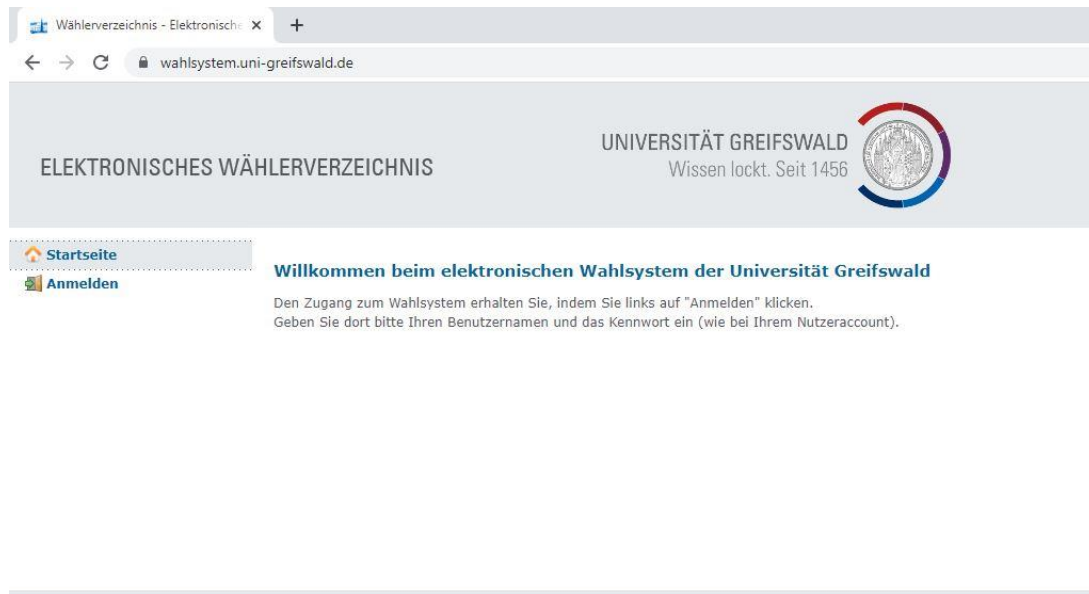 Wählerverzeichnis - Elektronische
wahlsystem.uni-greifswald.de
ELEKTRONISCHES WÄHLERVERZEICHNIS
UNIVERSITÄT GREIFSWALD
Wissen lockt. Seit 1456
Startseite
Anmelden
Willkommen beim elektronischen Wahlsystem der Universität Greifswald
Den Zugang zum Wahlsystem erhalten Sie, indem Sie links auf "Anmelden" klicken.
Geben Sie dort bitte Ihren Benutzernamen und das Kennwort ein (wie bei Ihrem Nutzeraccount).